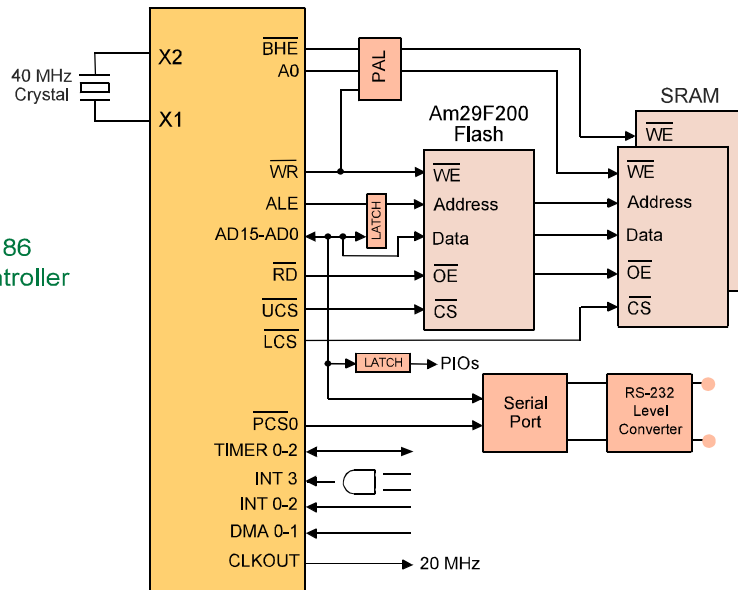 40 MHz
Crystal
X2
X1
86
ntroller
BHE
A0
WR
ALE
AD15-AD0
RD
UCS
LCS
PCS0
TIMER 0-2
INT 3
INT 0-2
DMA 0-1
CLKOUT
PAL
LATCH
Am29F200
Flash
WE
Address
Data
OE
CS
SRAM
WE
WE
Address
Data
OE
CS
LATCH
PIOs
Serial
Port
RS-232
Level
Converter
20 MHz